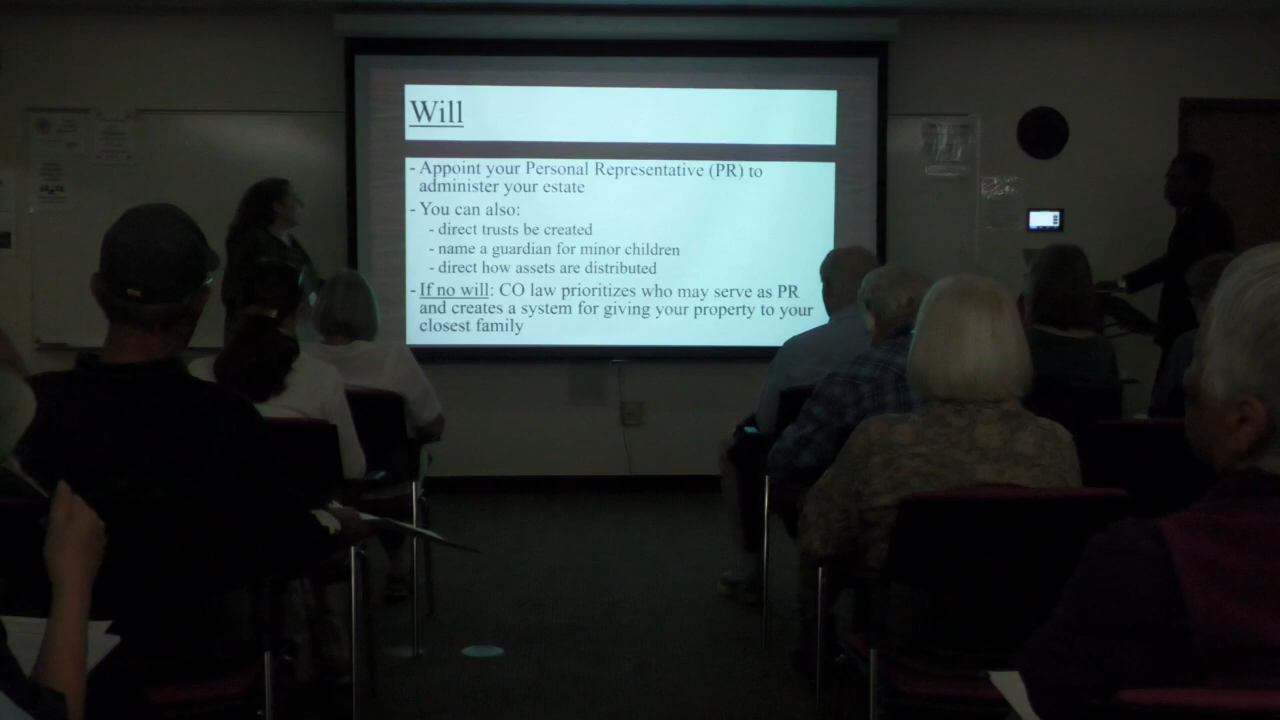 Will
- Appoint your Personal Representative (PR) to
administer your estate
- You can also:
- direct trusts be created
- name a guardian for minor children
- direct how assets are distributed
- If no will: CO law prioritizes who may serve as PR
and creates a system for giving your property to your
closest family